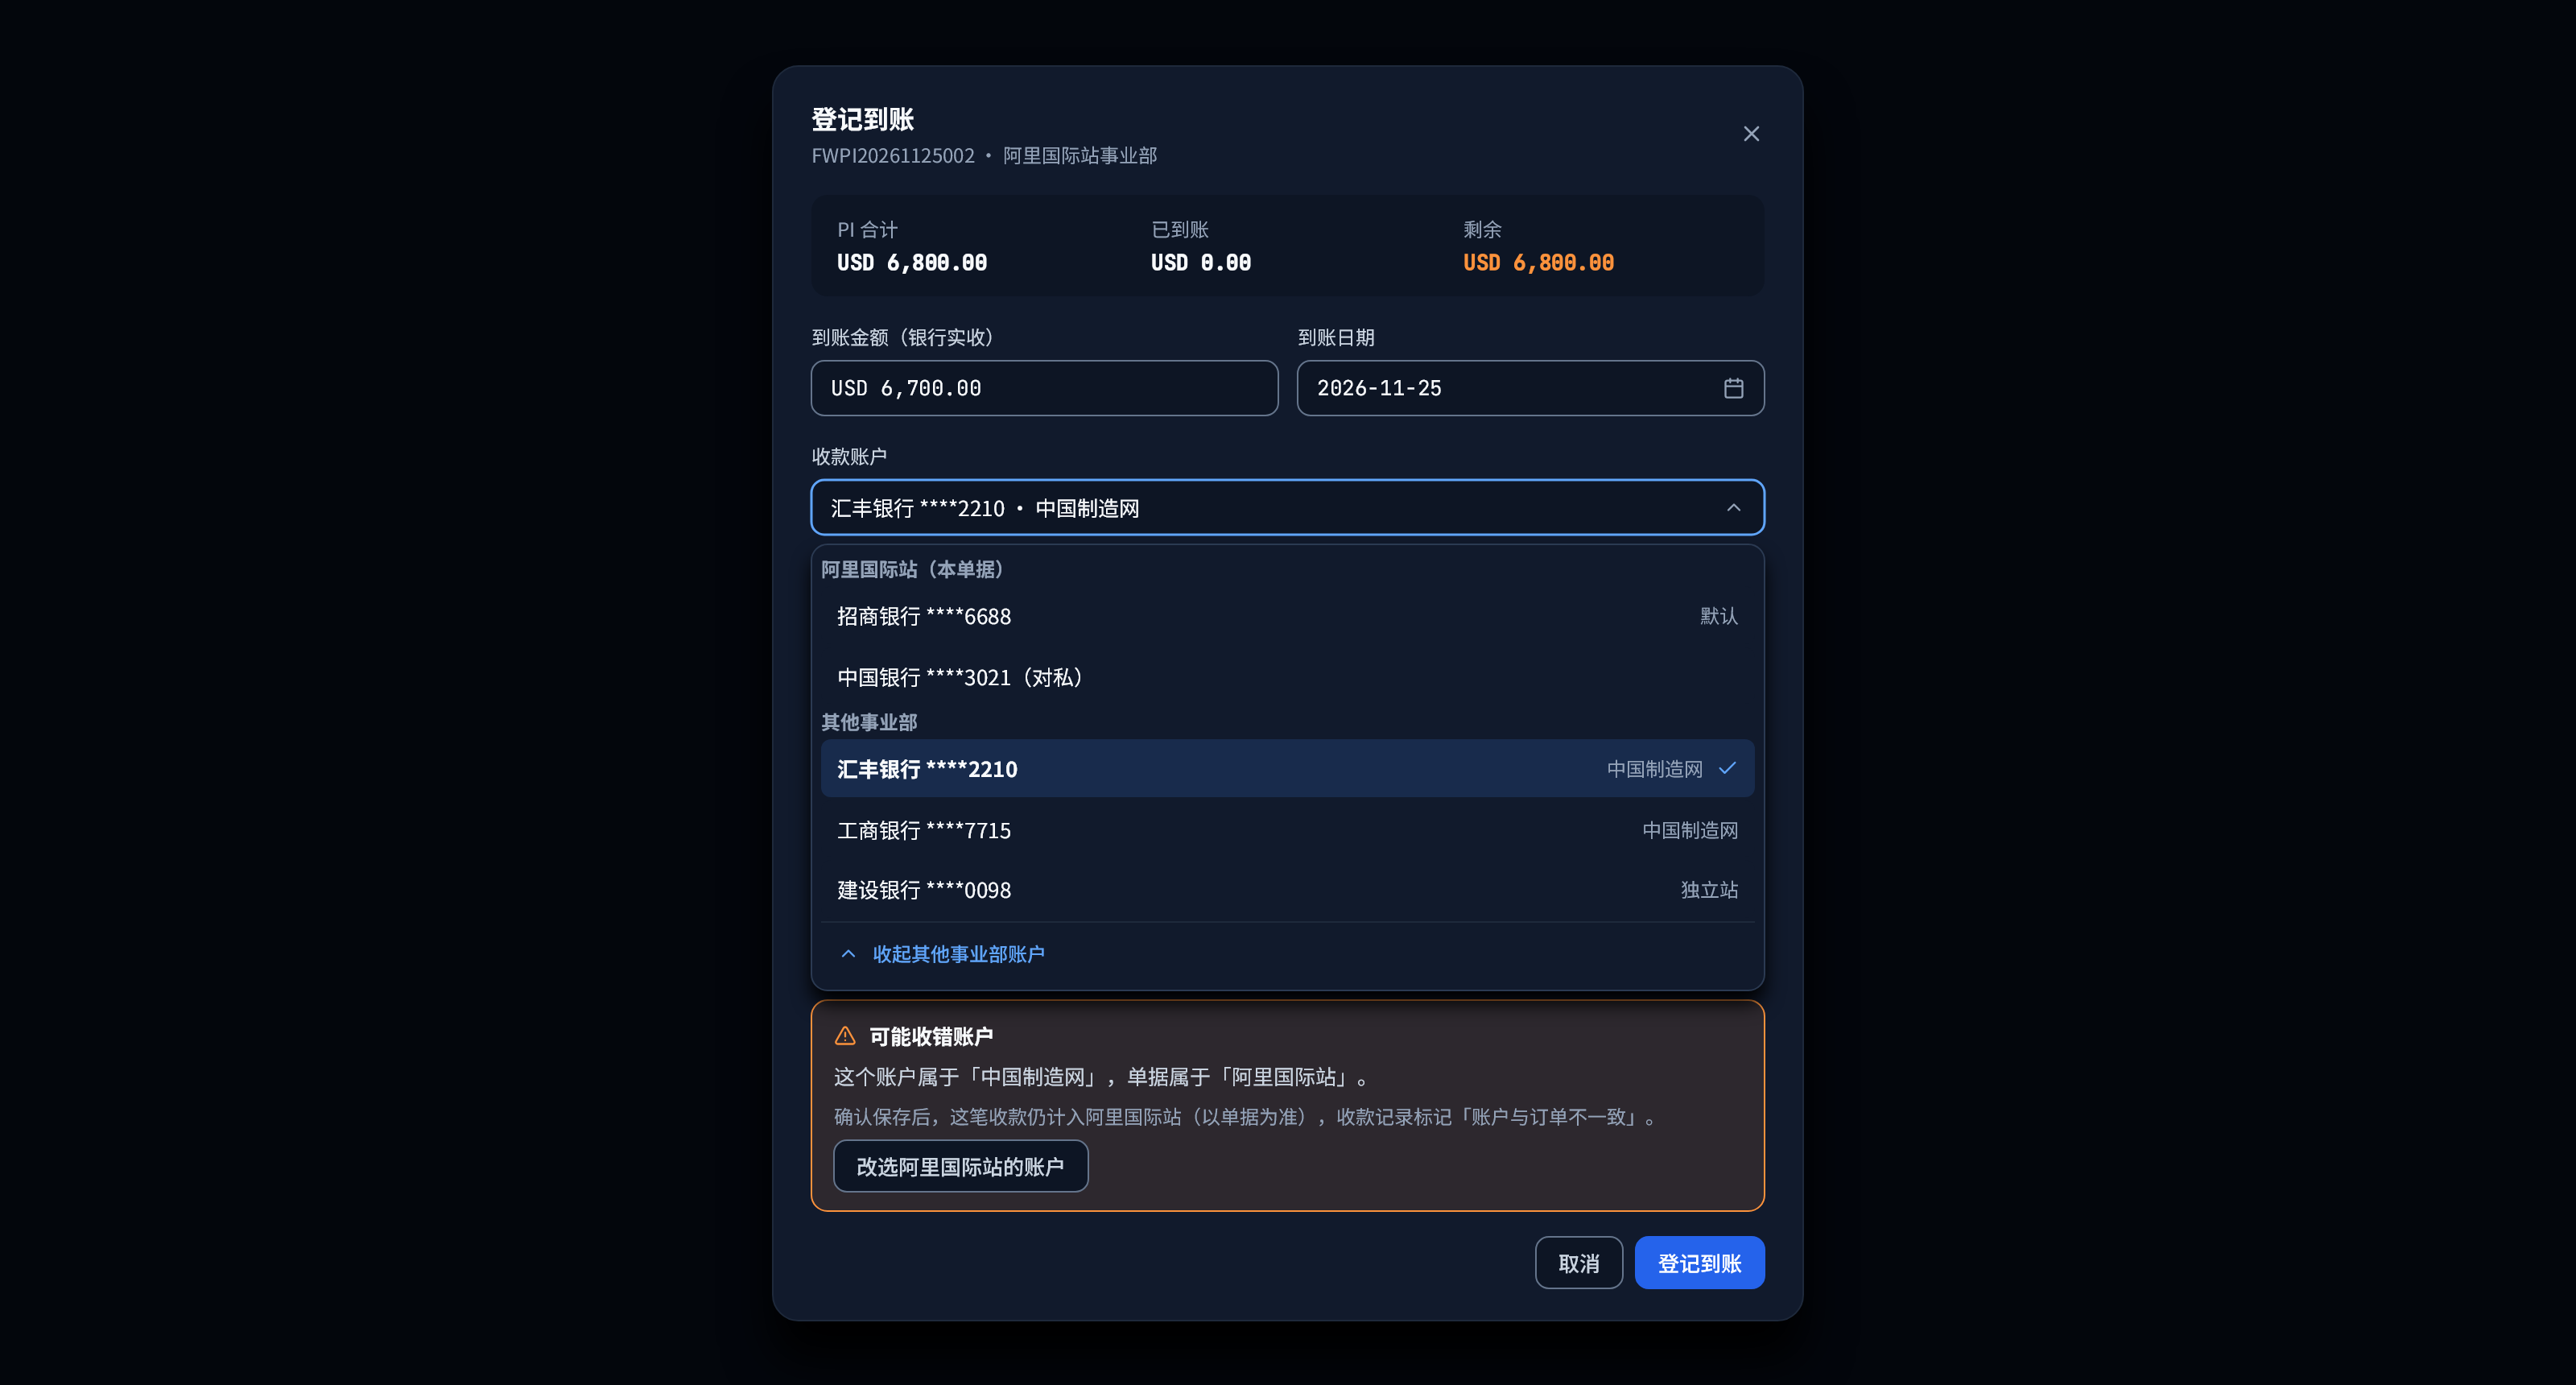 登记到账
FWPI20261125002 • 阿里国际站事业部
PI 合计 已到账 剩余
USD 6,800.00 USD 0.00 USD 6,800.00
到账金额（银行实收） 到账日期
USD 6,700.00 2026-11-25
收款账户
汇丰银行 ****2210 • 中国制造网
阿里国际站（本单据）
招商银行 ****6688 默认
中国银行 ****3021（对私）
其他事业部
汇丰银行 ****2210 中国制造网
工商银行 ****7715 中国制造网
建设银行 ****0098 独立站
收起其他事业部账户
可能收错账户
这个账户属于「中国制造网」，单据属于「阿里国际站」。
确认保存后，这笔收款仍计入阿里国际站（以单据为准），收款记录标记「账户与订单不一致」。
改选阿里国际站的账户
取消 登记到账